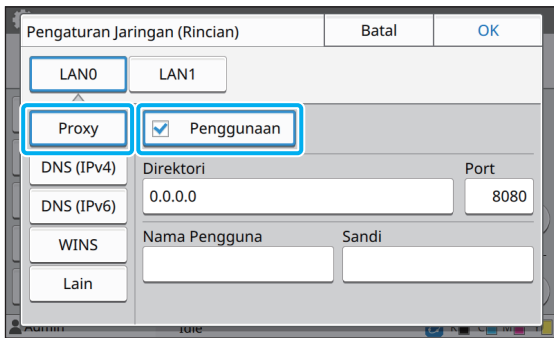 Pengaturan Jaringan (Rincian) Batal OK
LAN0 LAN1
Proxy Penggunaan
DNS (IPv4) Direktori Port
0.0.0.0 8080
DNS (IPv6)
WINS Nama Pengguna Sandi
Lain
Admin Idle K C M Y